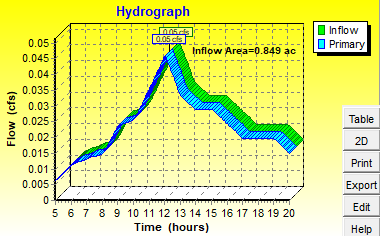 Hydrograph
0.05 cfs
0.05 cfs
Inflow Area=0.849 ac
Inflow
Primary
Flow (cfs)
0.05
0.045
0.04
0.035
0.03
0.025
0.02
0.015
0.01
0.005
0
5 6 7 8 9 10 11 12 13 14 15 16 17 18 19 20
Time (hours)
Table
2D
Print
Export
Edit
Help